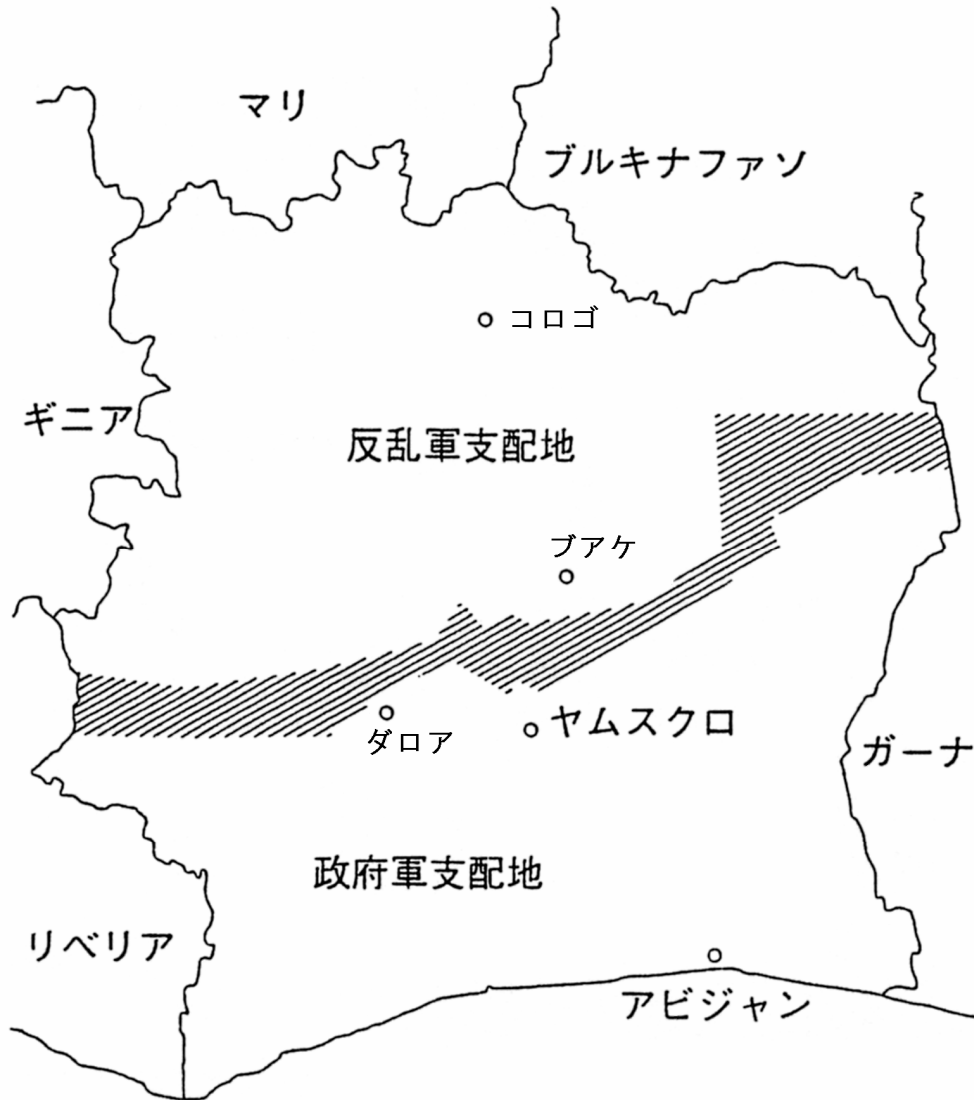 マリ
ブルキナファソ
コロゴ
ギニア
反乱軍支配地
ブアケ
ダロア
ヤムスクロ
ガーナ
政府軍支配地
リベリア
アビジャン